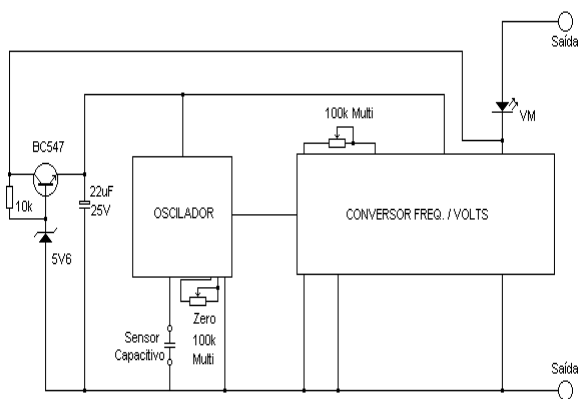 Saída
VM
100k Multi
BC547
10k
22uF
25V
5V6
OSCILADOR
CONVERSOR FREQ. / VOLTS
Sensor
Capacitivo
Zero
100k
Multi
Saída